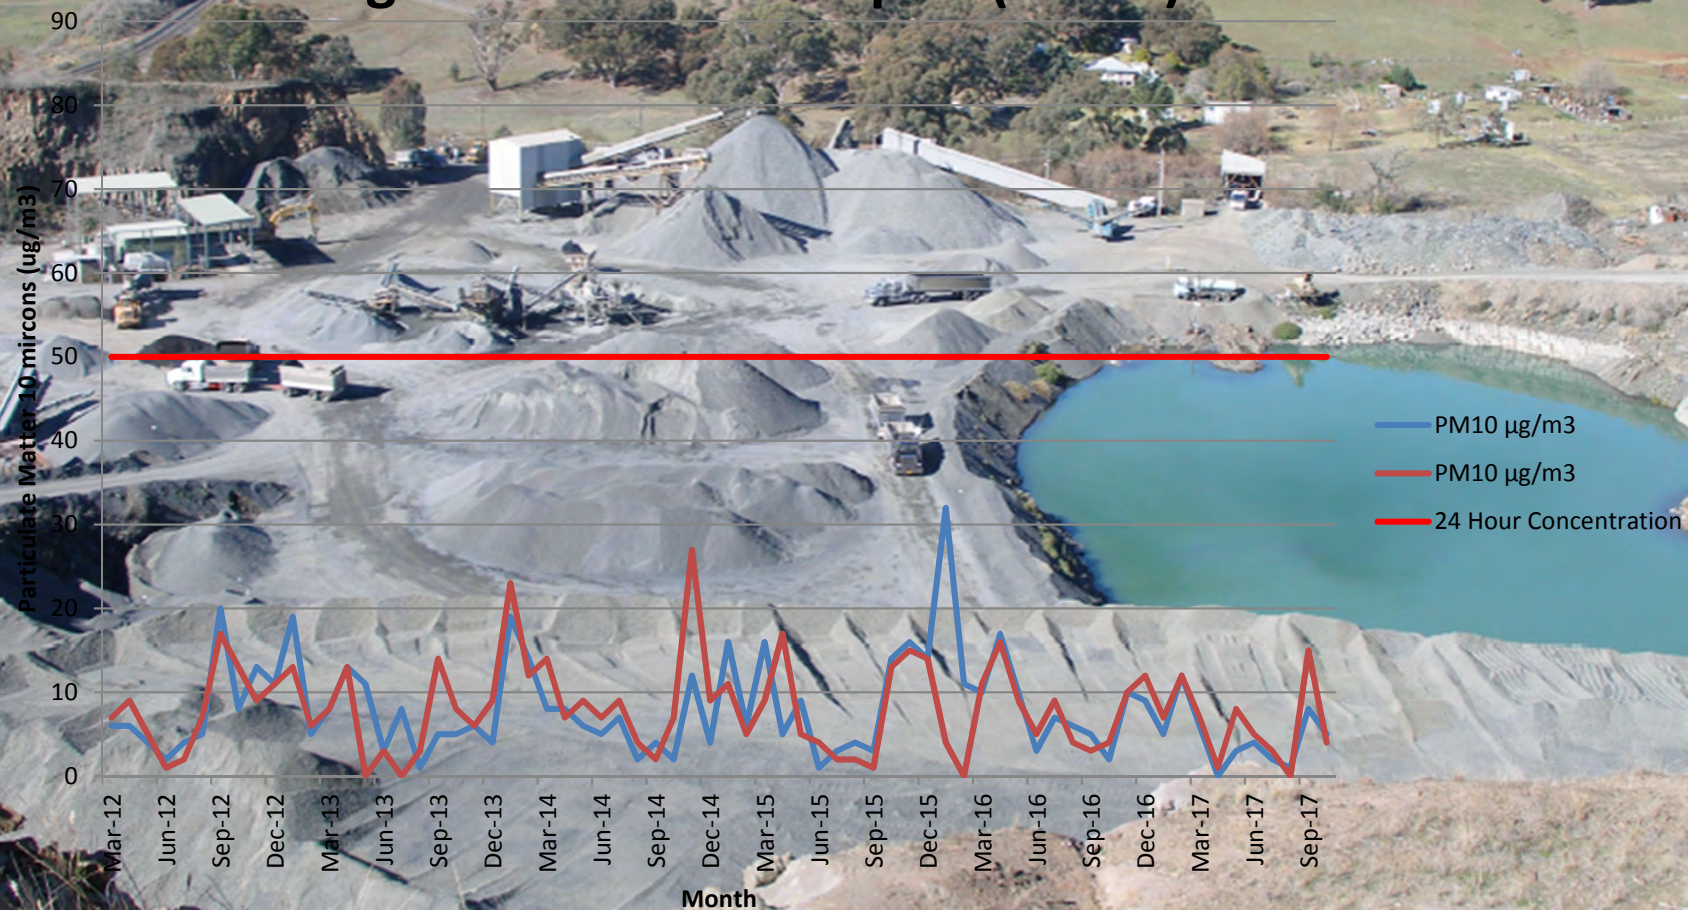 90
80
70
60
50
40
30
20
10
0
Particulate Matter 10 mircons (ug/m3)
PM10 µg/m3
PM10 µg/m3
24 Hour Concentration
Mar-12
Jun-12
Sep-12
Dec-12
Mar-13
Jun-13
Sep-13
Dec-13
Mar-14
Jun-14
Sep-14
Dec-14
Mar-15
Jun-15
Sep-15
Dec-15
Mar-16
Jun-16
Sep-16
Dec-16
Mar-17
Jun-17
Sep-17
Month